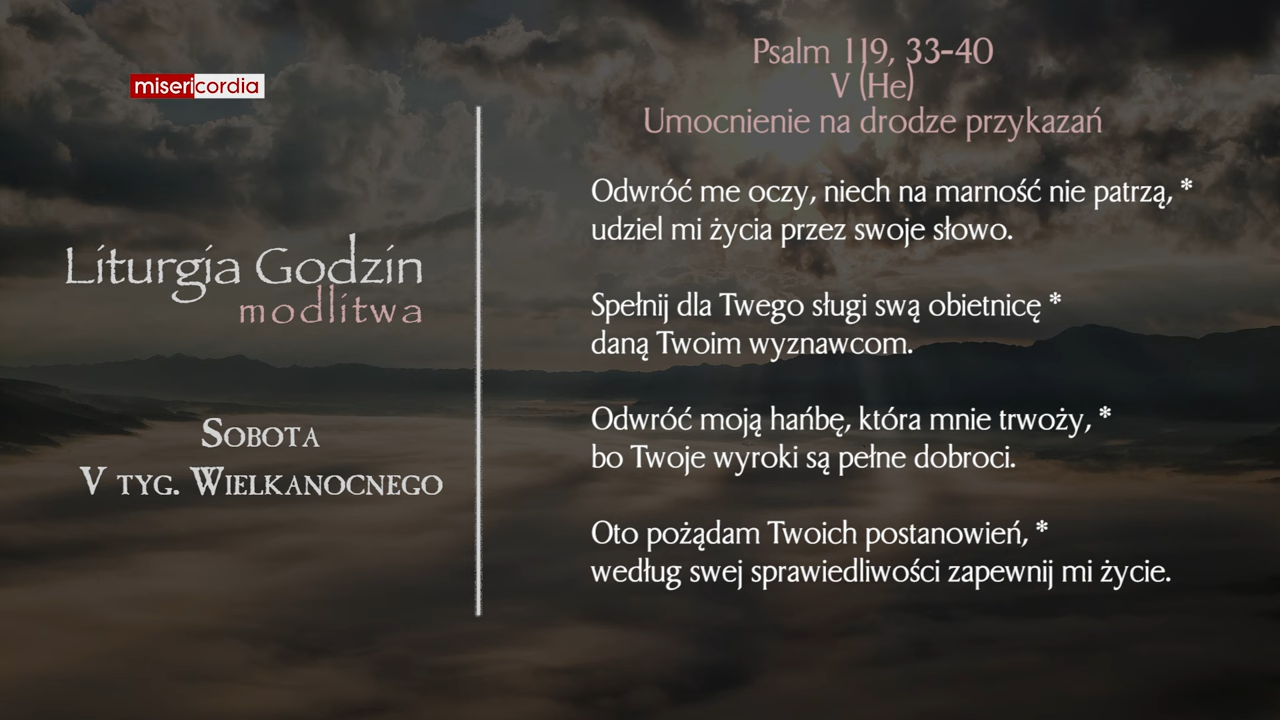 misericordia
Liturgia Godzin
modlitwa
Sobota
V tyg. Wielkanocnego
Psalm 119, 33-40
V (He)
Umocnienie na drodze przykazań
Odwróć me oczy, niech na marność nie patrzą, *
udziel mi życia przez swoje słowo.
Spełnij dla Twego sługi swą obietnicę *
daną Twoim wyznawcom.
Odwróć moją hańbę, która mnie trwoży, *
bo Twoje wyroki są pełne dobroci.
Oto pożądam Twoich postanowień, *
według swej sprawiedliwości zapewnij mi życie.